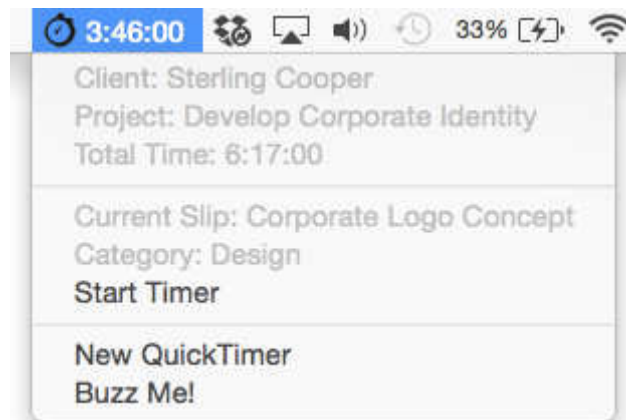 3:46:00 33%
Client: Sterling Cooper
Project: Develop Corporate Identity
Total Time: 6:17:00
Current Slip: Corporate Logo Concept
Category: Design
Start Timer
New QuickTimer
Buzz Me!